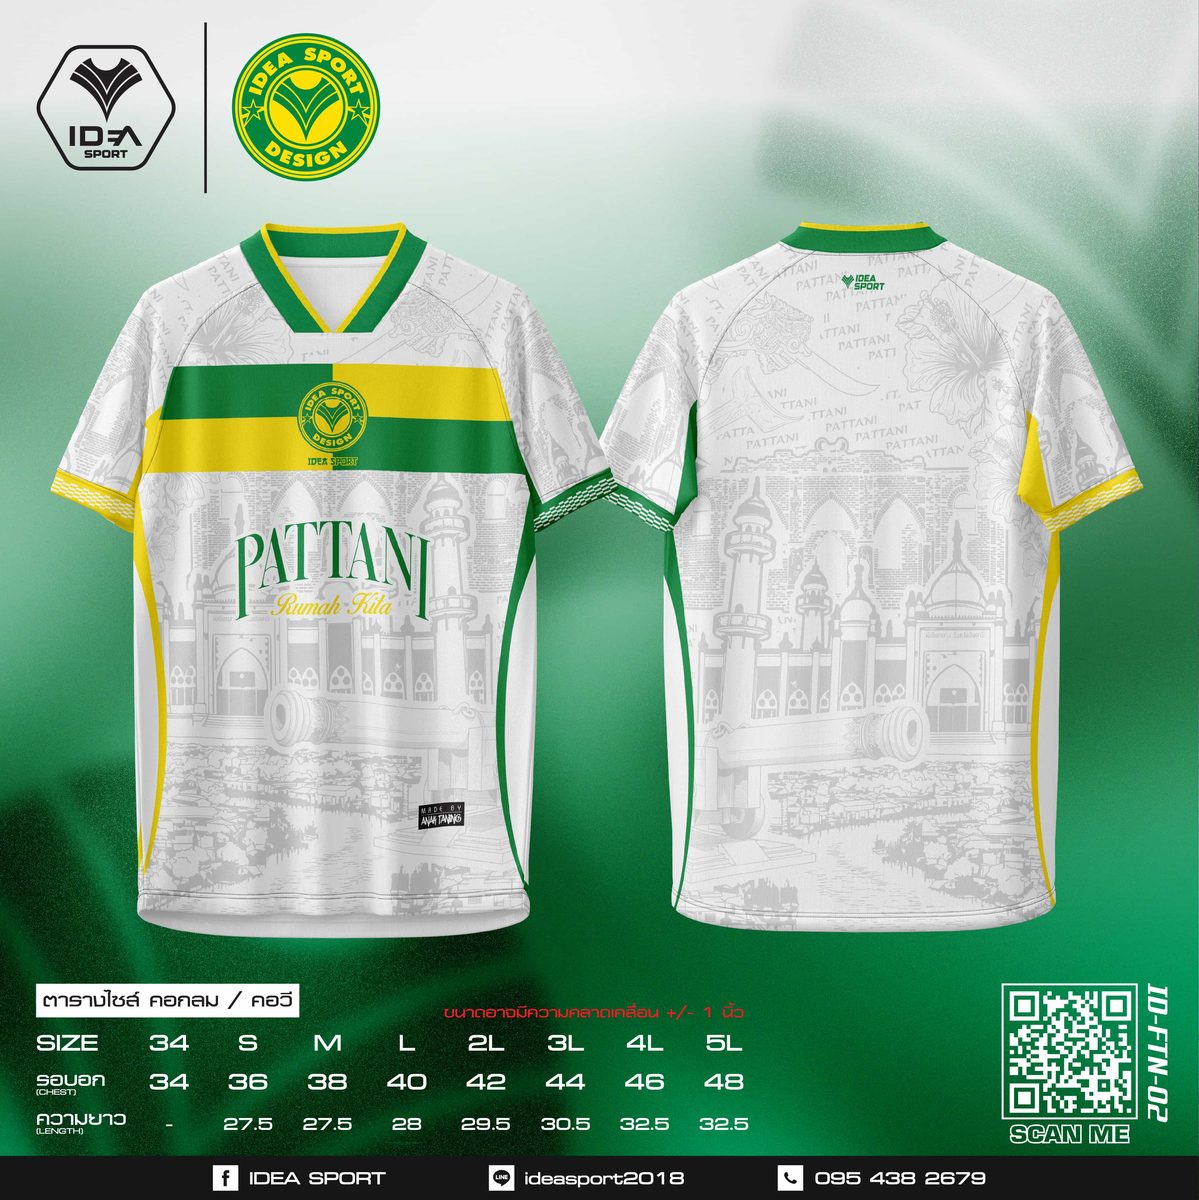 IDEA
SPORT
IDEA SPORT
DESIGN
PATTANI
IDEA
SPORT
IDEA SPORT
DESIGN
IDEA SPORT
PATTANI
Rumah Kita
MADE BY
ตารางไซส์ คอกลม / คอวี
ขนาดอาจมีความคลาดเคลื่อน +/- 1 นิ้ว
SIZE 34 S M L 2L 3L 4L 5L
รอบอก 34 36 38 40 42 44 46 48
(CHEST)
ความยาว - 27.5 27.5 28 29.5 30.5 32.5 32.5
(LENGTH)
ID-FTN-02
SCAN ME
IDEA SPORT
LINE ideasport2018
095 438 2679